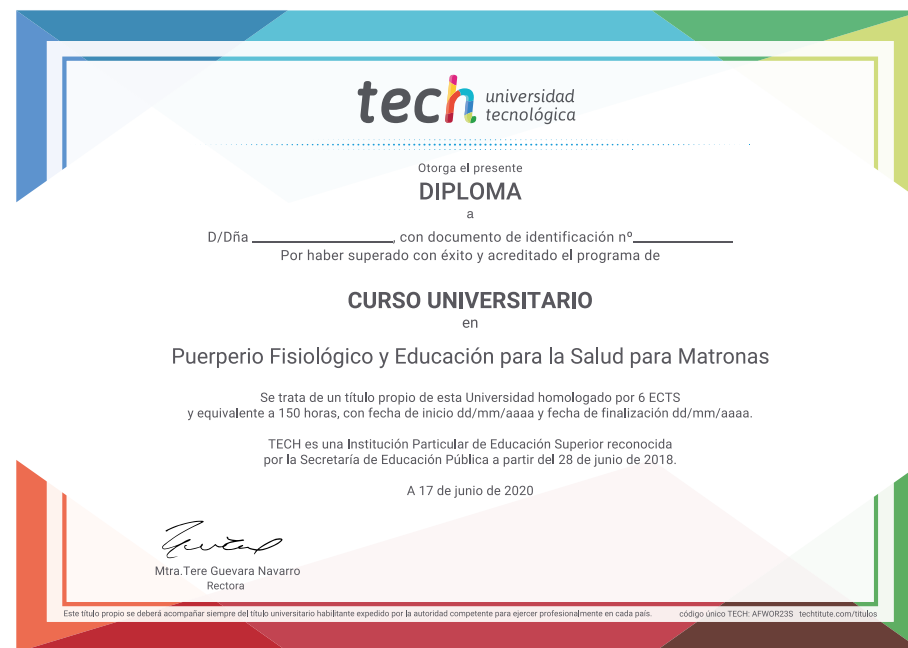 tech universidad
tecnológica
Otorga el presente
DIPLOMA
a
D/Dña ____________________, con documento de identificación nº______________
Por haber superado con éxito y acreditado el programa de
CURSO UNIVERSITARIO
en
Puerperio Fisiológico y Educación para la Salud para Matronas
Se trata de un título propio de esta Universidad homologado por 6 ECTS
y equivalente a 150 horas, con fecha de inicio dd/mm/aaaa y fecha de finalización dd/mm/aaaa.
TECH es una Institución Particular de Educación Superior reconocida
por la Secretaría de Educación Pública a partir del 28 de junio de 2018.
A 17 de junio de 2020
Mtra.Tere Guevara Navarro
Rectora
Este título propio se deberá acompañar siempre del título universitario habilitante expedido por la autoridad competente para ejercer profesionalmente en cada país. código único TECH: AFWOR23S techtitute.com/titulos